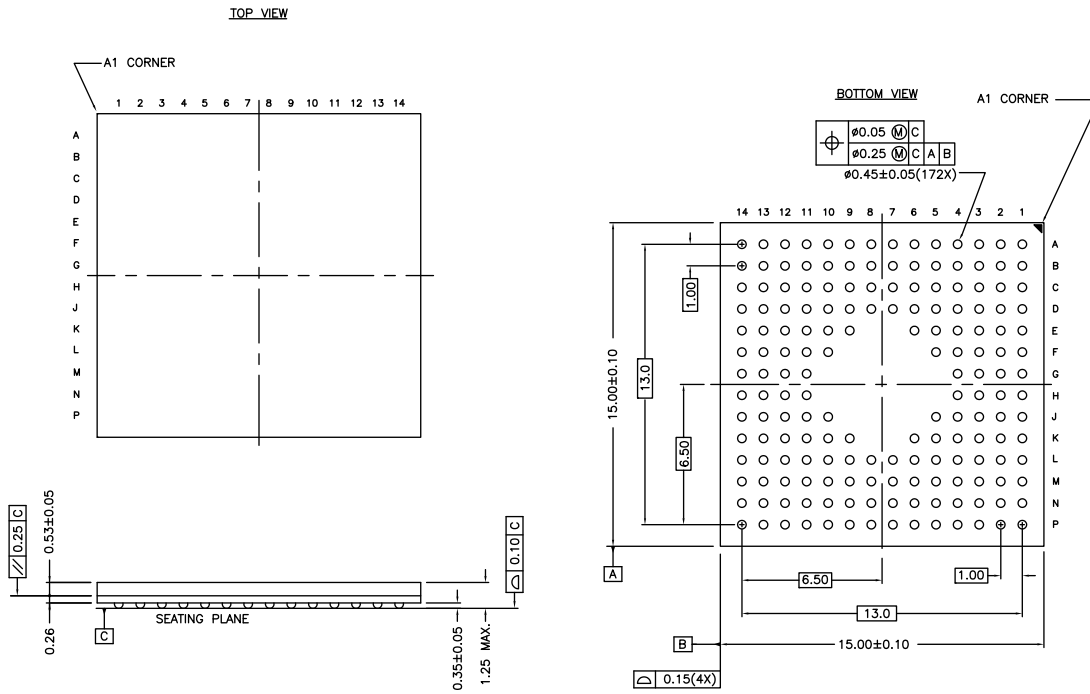 TOP VIEW
A1 CORNER
1 2 3 4 5 6 7 8 9 10 11 12 13 14
A
B
C
D
E
F
G
H
J
K
L
M
N
P
0.25 C
0.53±0.05
0.26
C
SEATING PLANE
0.35±0.05
1.25 MAX.
0.10 C
BOTTOM VIEW
A1 CORNER
ø0.05 Ⓜ C
ø0.25 Ⓜ C A B
ø0.45±0.05(172X)
14 13 12 11 10 9 8 7 6 5 4 3 2 1
A
B
C
D
E
F
G
H
J
K
L
M
N
P
1.00
15.00±0.10
13.0
6.50
A
6.50
1.00
13.0
B
15.00±0.10
0.15(4X)